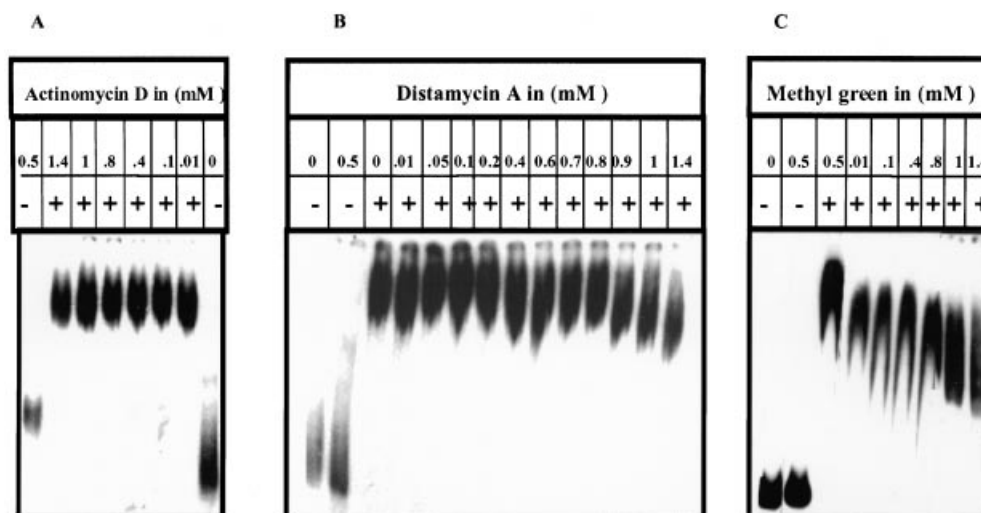 A
B
C
Actinomycin D in (mM )
Distamycin A in (mM )
Methyl green in (mM )
0.5 1.4 1 .8 .4 .1 .01 0
0 0.5 0 .01 .05 0.1 0.2 0.4 0.6 0.7 0.8 0.9 1 1.4
0 0.5 0.5 .01 .1 .4 .8 1 1.
- + + + + + + -
- - + + + + + + + + + + + +
- - + + + + + + +